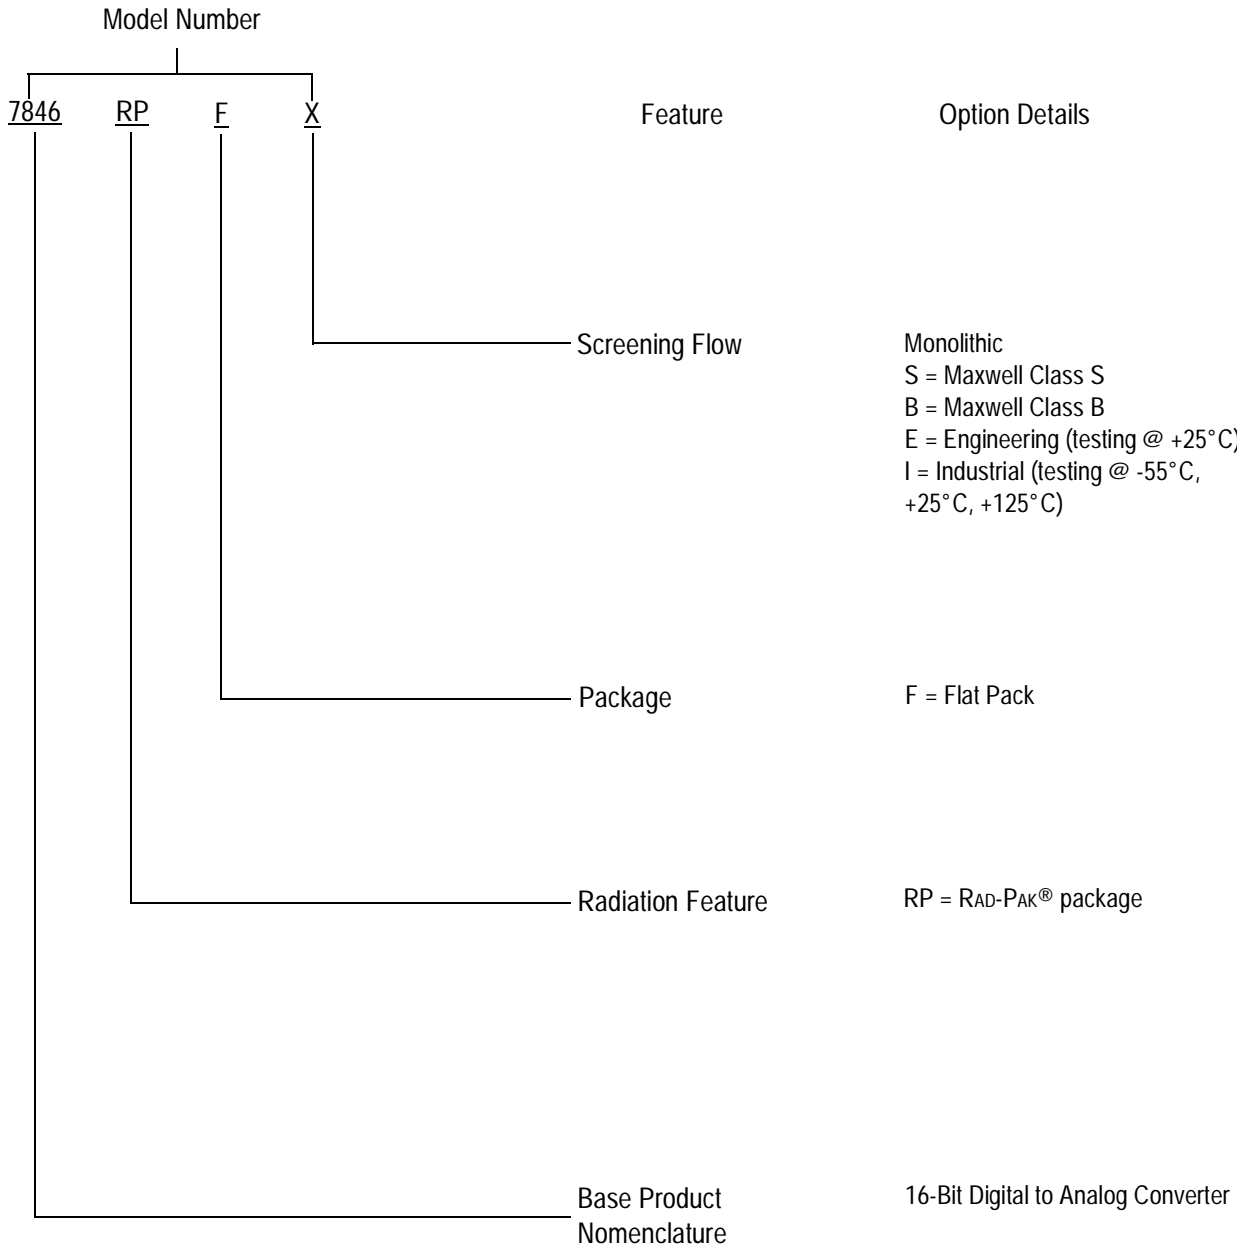 Model Number
7846 RP F X Feature Option Details
Screening Flow Monolithic
S = Maxwell Class S
B = Maxwell Class B
E = Engineering (testing @ +25°C)
I = Industrial (testing @ -55°C,
+25°C, +125°C)
Package F = Flat Pack
Radiation Feature RP = RAD-PAK® package
Base Product 16-Bit Digital to Analog Converter
Nomenclature